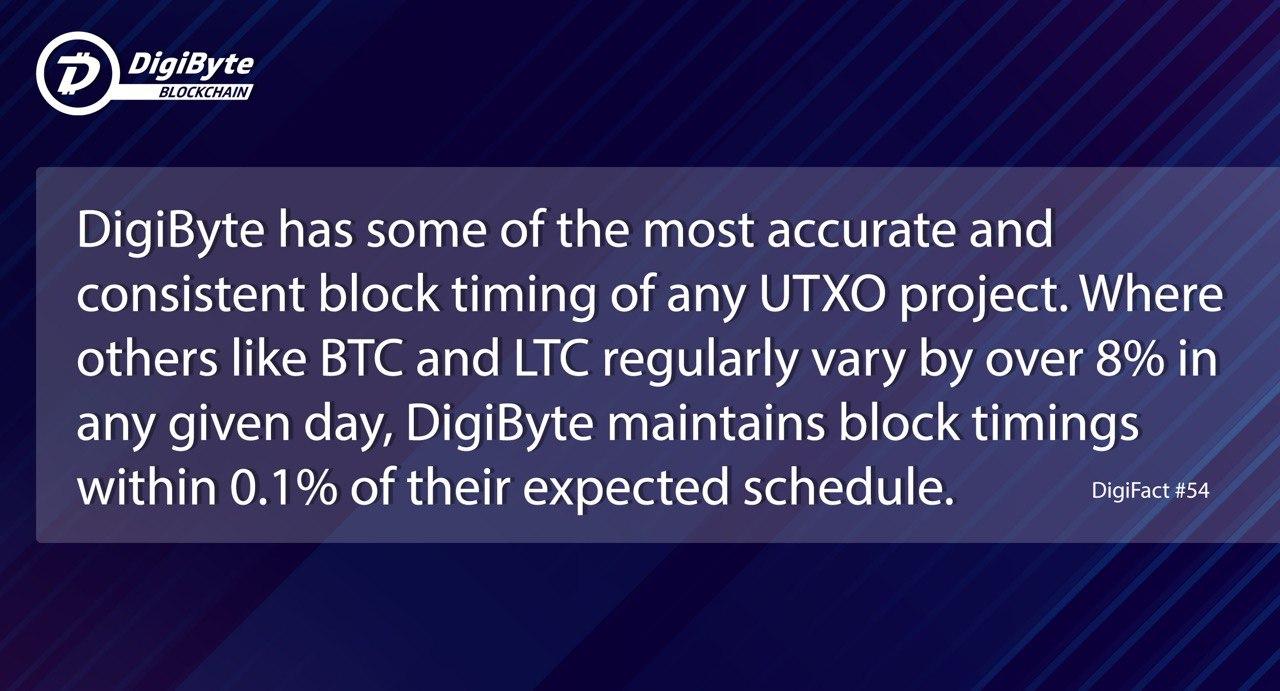 DigiByte
BLOCKCHAIN
DigiByte has some of the most accurate and
consistent block timing of any UTXO project. Where
others like BTC and LTC regularly vary by over 8% in
any given day, DigiByte maintains block timings
within 0.1% of their expected schedule.
DigiFact #54